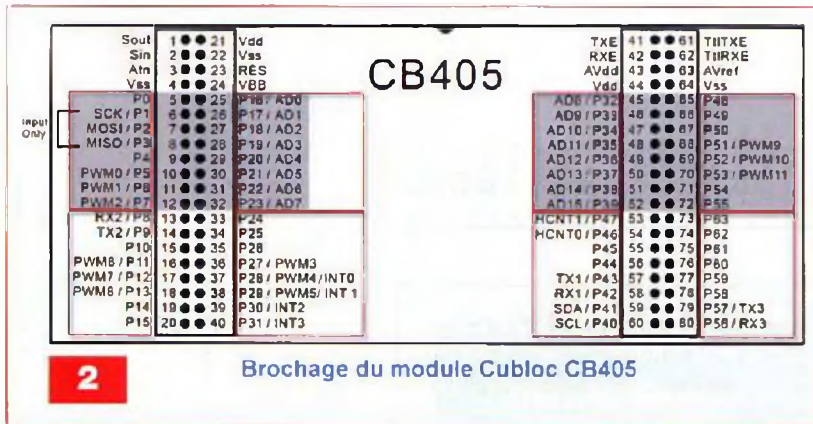 CB405
Sout 1 21 Vdd
Sin 2 22 Vss
Atn 3 23 RES
Vss 4 24 VBB
P0 5 25 P16 / AD0
SCK / P1 6 26 P17 / AD1
Input Only
MOSI / P2 7 27 P18 / AD2
MISO / P3 8 28 P19 / AD3
P4 9 29 P20 / AD4
PWM0 / P5 10 30 P21 / AD5
PWM1 / P6 11 31 P22 / AD6
PWM2 / P7 12 32 P23 / AD7
RX2 / P8 13 33 P24
TX2 / P9 14 34 P25
P10 15 35 P26
PWM6 / P11 16 36 P27 / PWM3
PWM7 / P12 17 37 P28 / PWM4/INT0
PWM8 / P13 18 38 P29 / PWM5/ INT 1
P14 19 39 P30 / INT2
P15 20 40 P31 / INT3
TXE 41 61 TIITXE
RXE 42 62 TIIRXE
AVdd 43 63 AVref
Vdd 44 64 Vss
AD8 / P32 45 65 P48
AD9 / P33 46 66 P49
AD10 / P34 47 67 P50
AD11 / P35 48 68 P51 / PWM9
AD12 / P36 49 69 P52 / PWM10
AD13 / P37 50 70 P53 / PWM11
AD14 / P38 51 71 P54
AD15 / P39 52 72 P55
HCNT1 / P47 53 73 P63
HCNT0 / P46 54 74 P62
P45 55 75 P61
P44 56 76 P60
TX1 / P43 57 77 P59
RX1 / P42 58 78 P58
SDA / P41 59 79 P57 / TX3
SCL / P40 60 80 P56 / RX3
2
Brochage du module Cubloc CB405